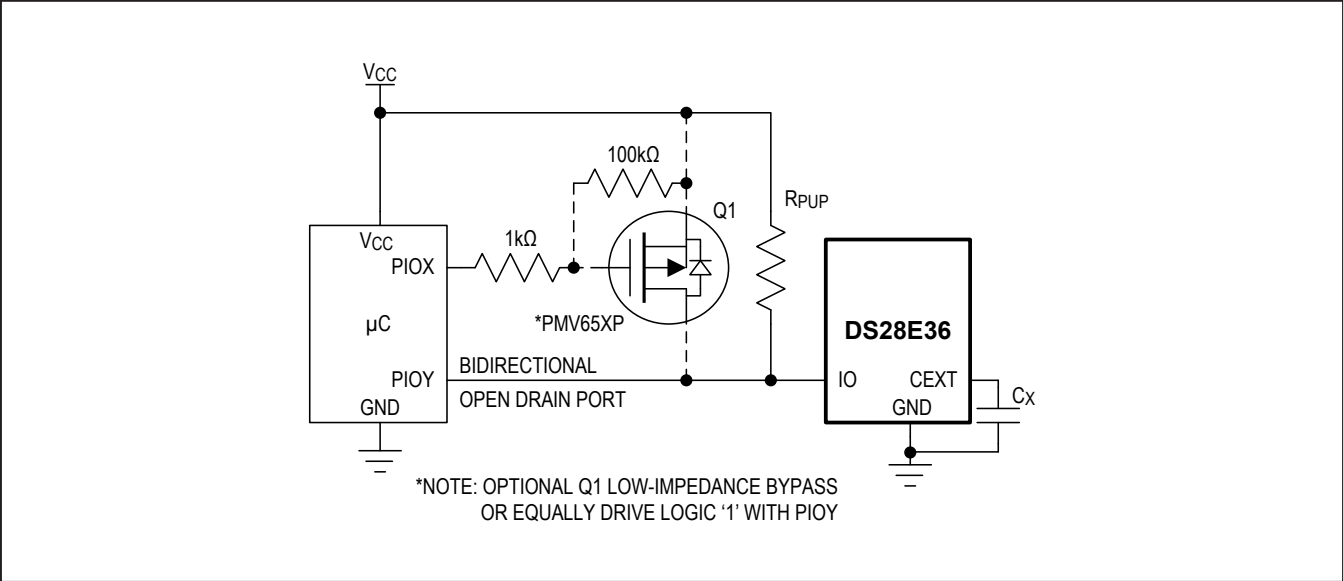 VCC
100kΩ
Q1
RPUP
1kΩ
VCC
PIOX
*PMV65XP
µC
DS28E36
BIDIRECTIONAL
PIOY
IO
CEXT
OPEN DRAIN PORT
GND
GND
CX
*NOTE: OPTIONAL Q1 LOW-IMPEDANCE BYPASS
OR EQUALLY DRIVE LOGIC ‘1’ WITH PIOY